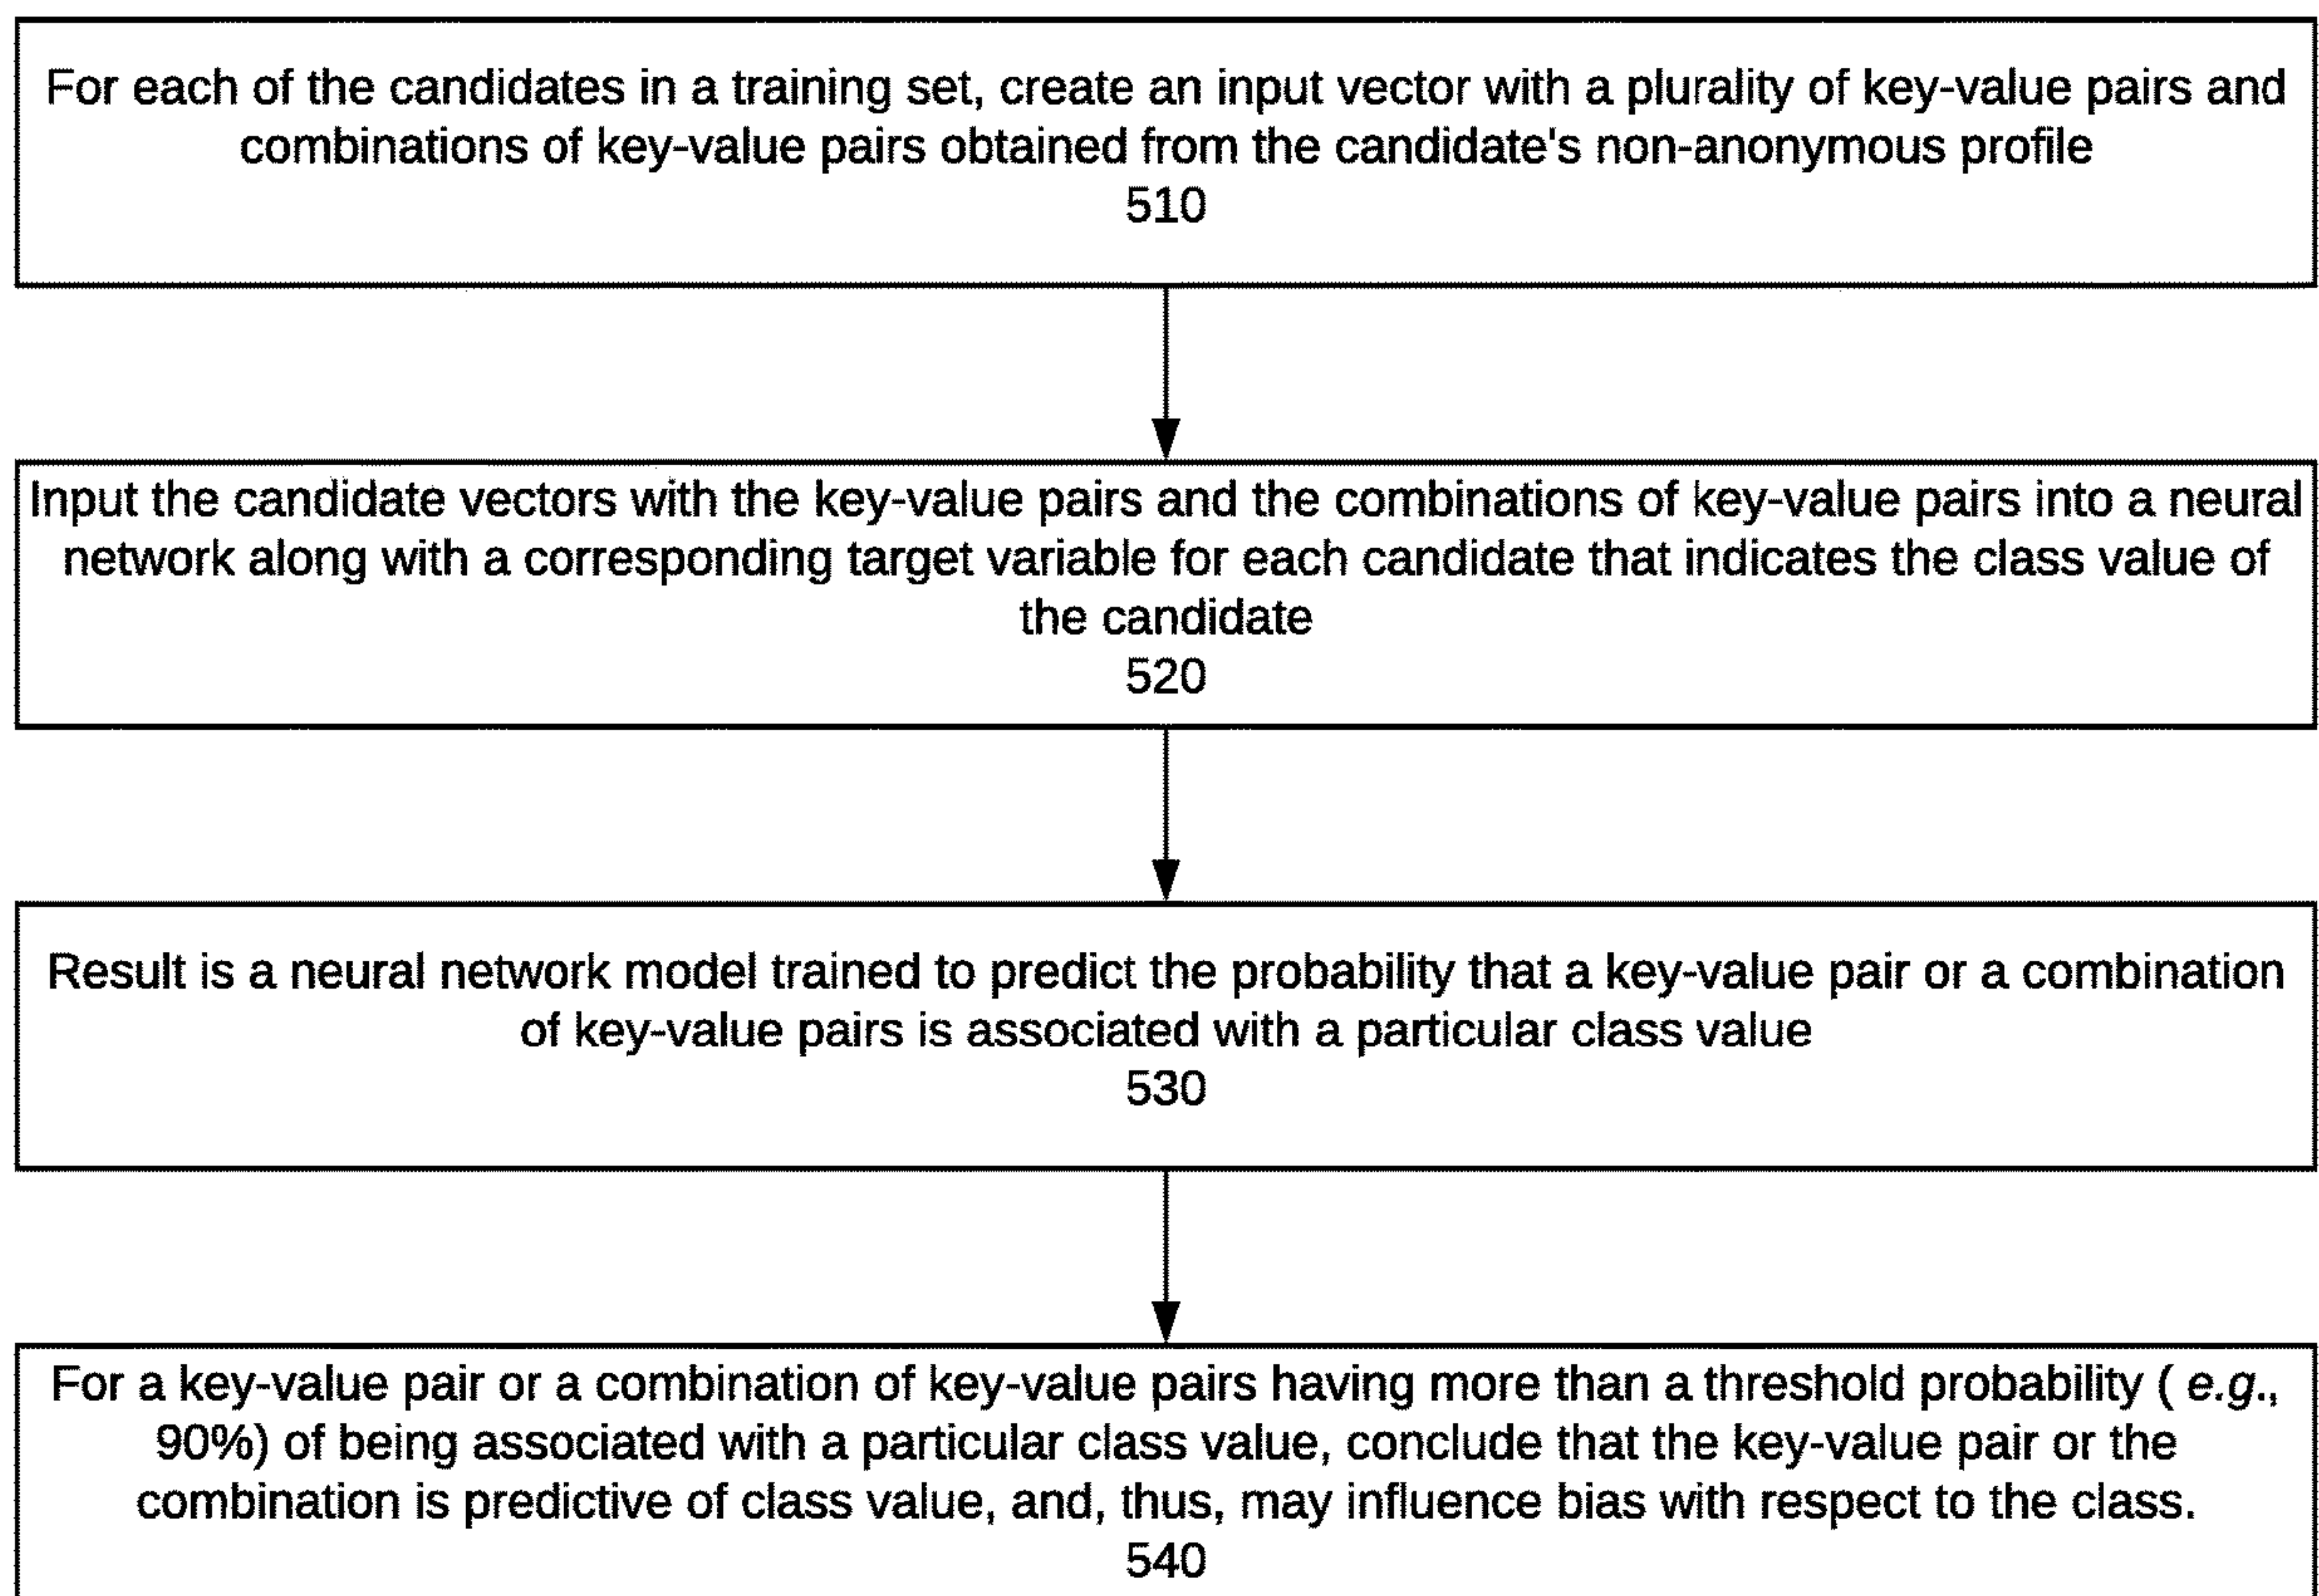 For each of the candidates in a training set, create an input vector with a plurality of key-value pairs and
combinations of key-value pairs obtained from the candidate's non-anonymous profile
510
Input the candidate vectors with the key-value pairs and the combinations of key-value pairs into a neural
network along with a corresponding target variable for each candidate that indicates the class value of
the candidate
520
Result is a neural network model trained to predict the probability that a key-value pair or a combination
of key-value pairs is associated with a particular class value
530
For a key-value pair or a combination of key-value pairs having more than a threshold probability ( e.g.,
90%) of being associated with a particular class value, conclude that the key-value pair or the
combination is predictive of class value, and, thus, may influence bias with respect to the class.
540